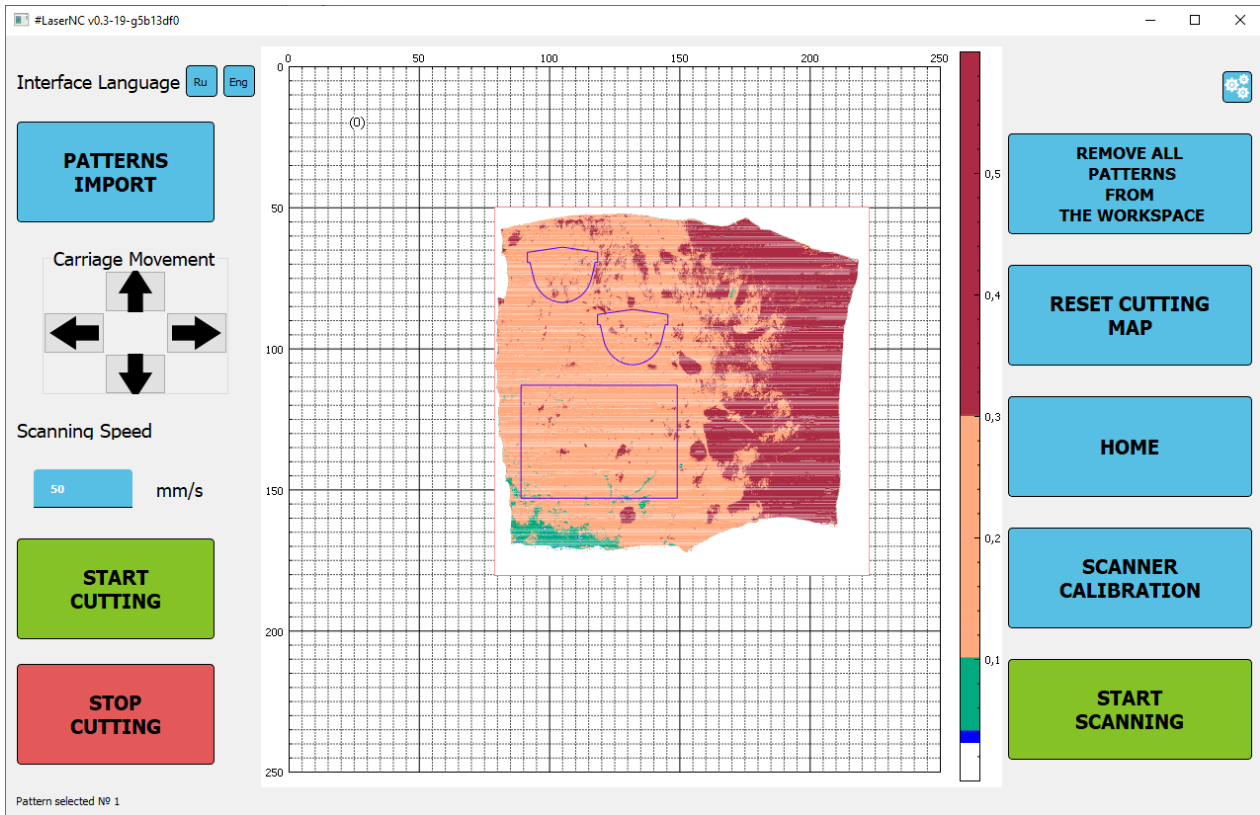 #LaserNC v0.3-19-g5b13df0
Interface Language
Ru
Eng
PATTERNS
IMPORT
Carriage Movement
Scanning Speed
50
mm/s
START
CUTTING
STOP
CUTTING
Pattern selected № 1
0
50
100
150
200
250
0
50
100
150
200
250
(0)
0,5
0,4
0,3
0,2
0,1
REMOVE ALL
PATTERNS
FROM
THE WORKSPACE
RESET CUTTING
MAP
HOME
SCANNER
CALIBRATION
START
SCANNING